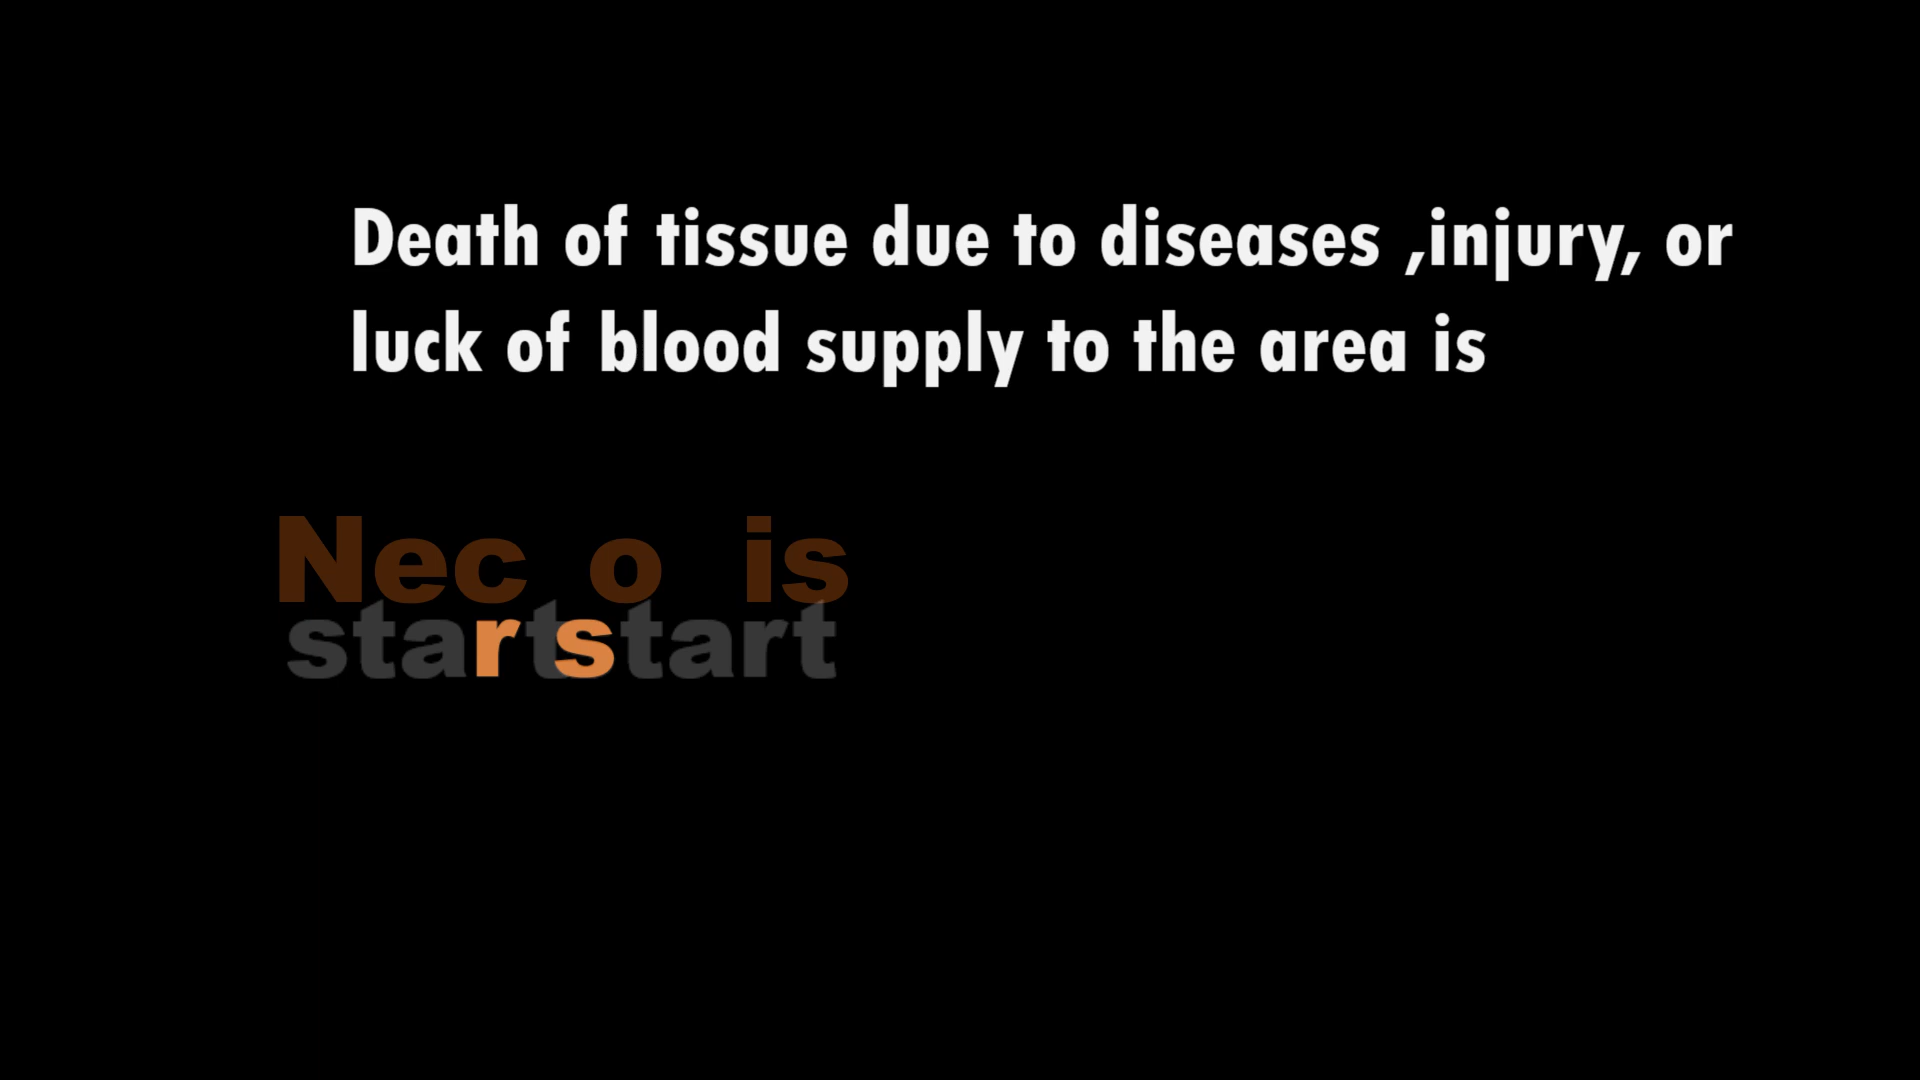 Death of tissue due to diseases ,injury, or
luck of blood supply to the area is
Nec o is
startstart